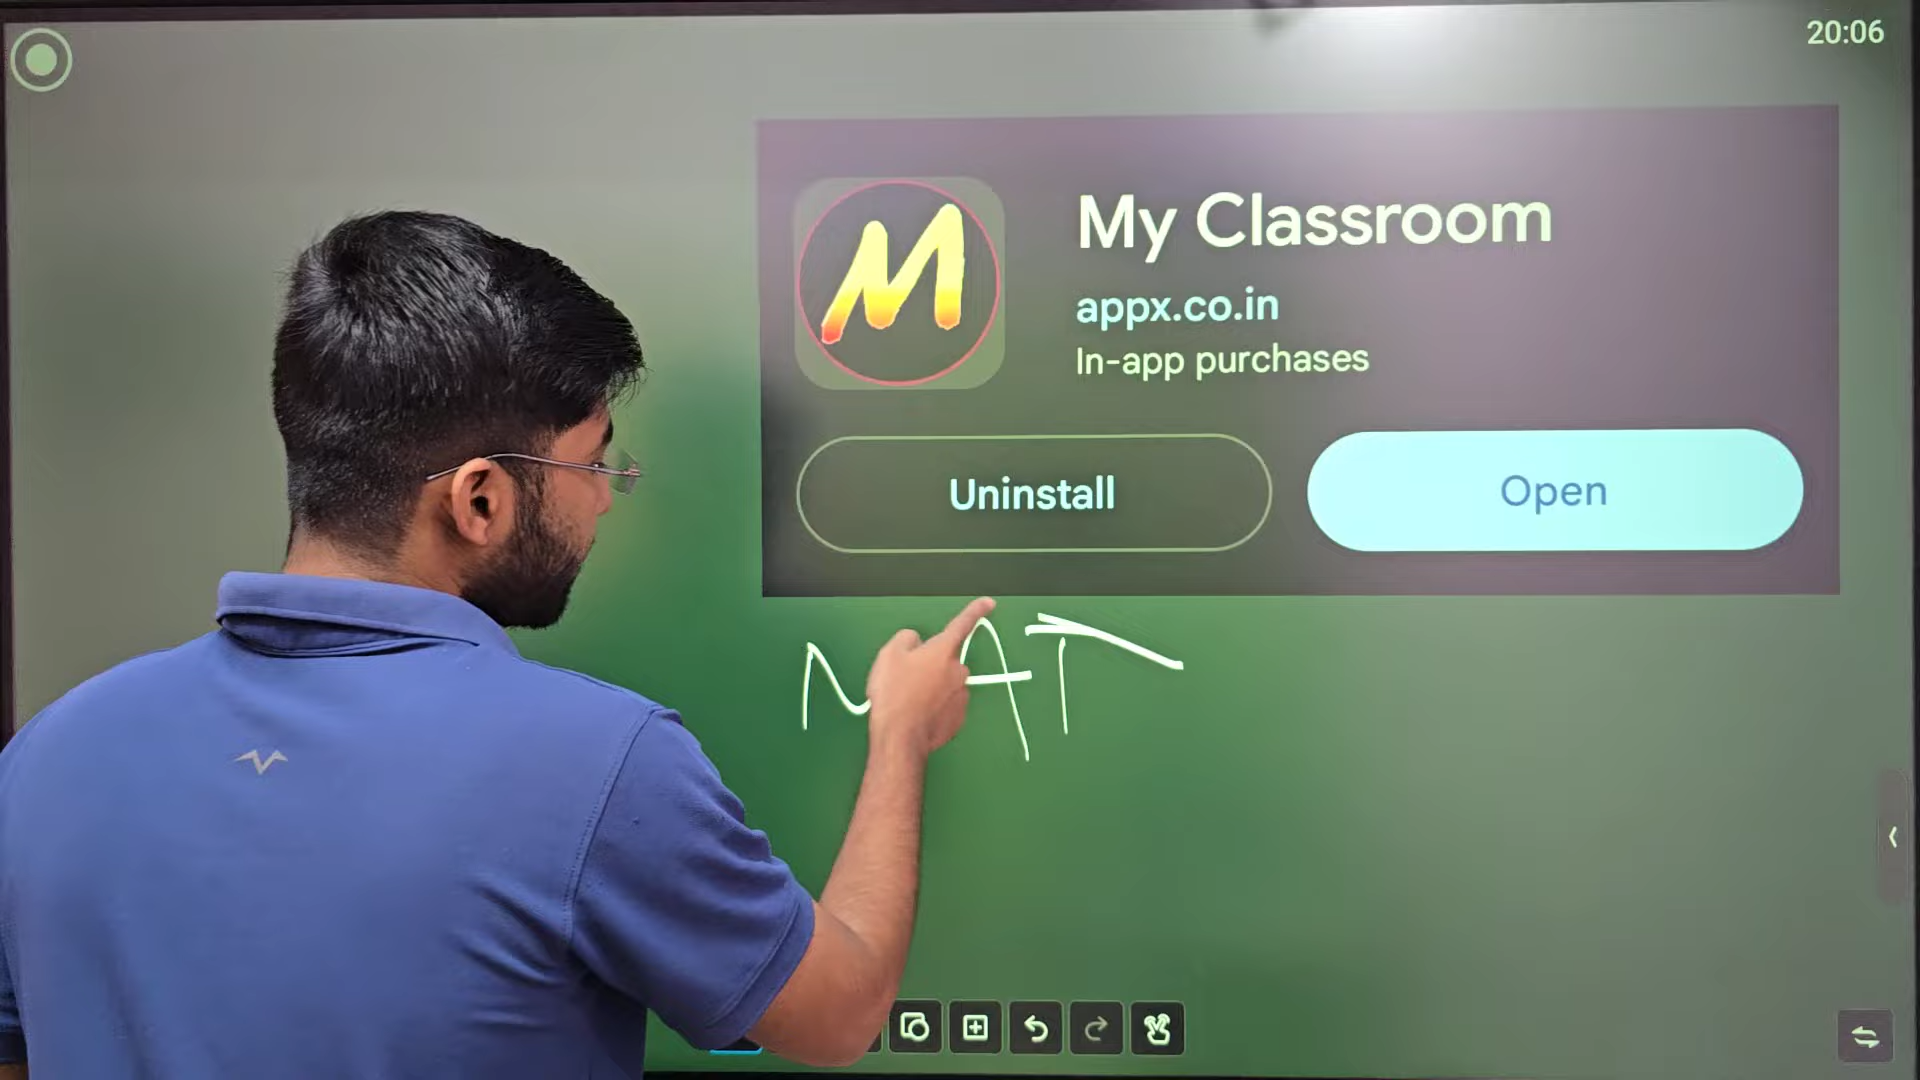 20:06
M
My Classroom
appx.co.in
In-app purchases
Uninstall
Open